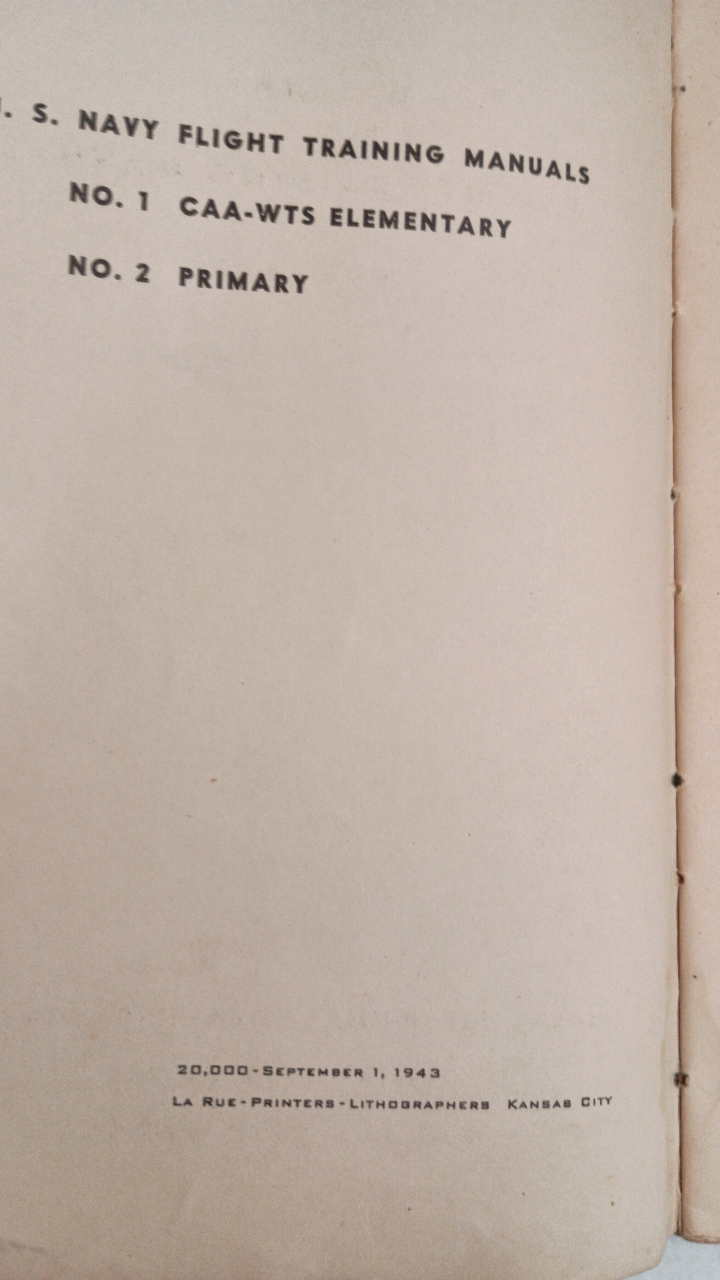 . S. NAVY FLIGHT TRAINING MANUALS
NO. 1 CAA-WTS ELEMENTARY
NO. 2 PRIMARY
20,000-SEPTEMBER 1, 1943
LA RUE-PRINTERS-LITHOGRAPHERS KANSAS CITY